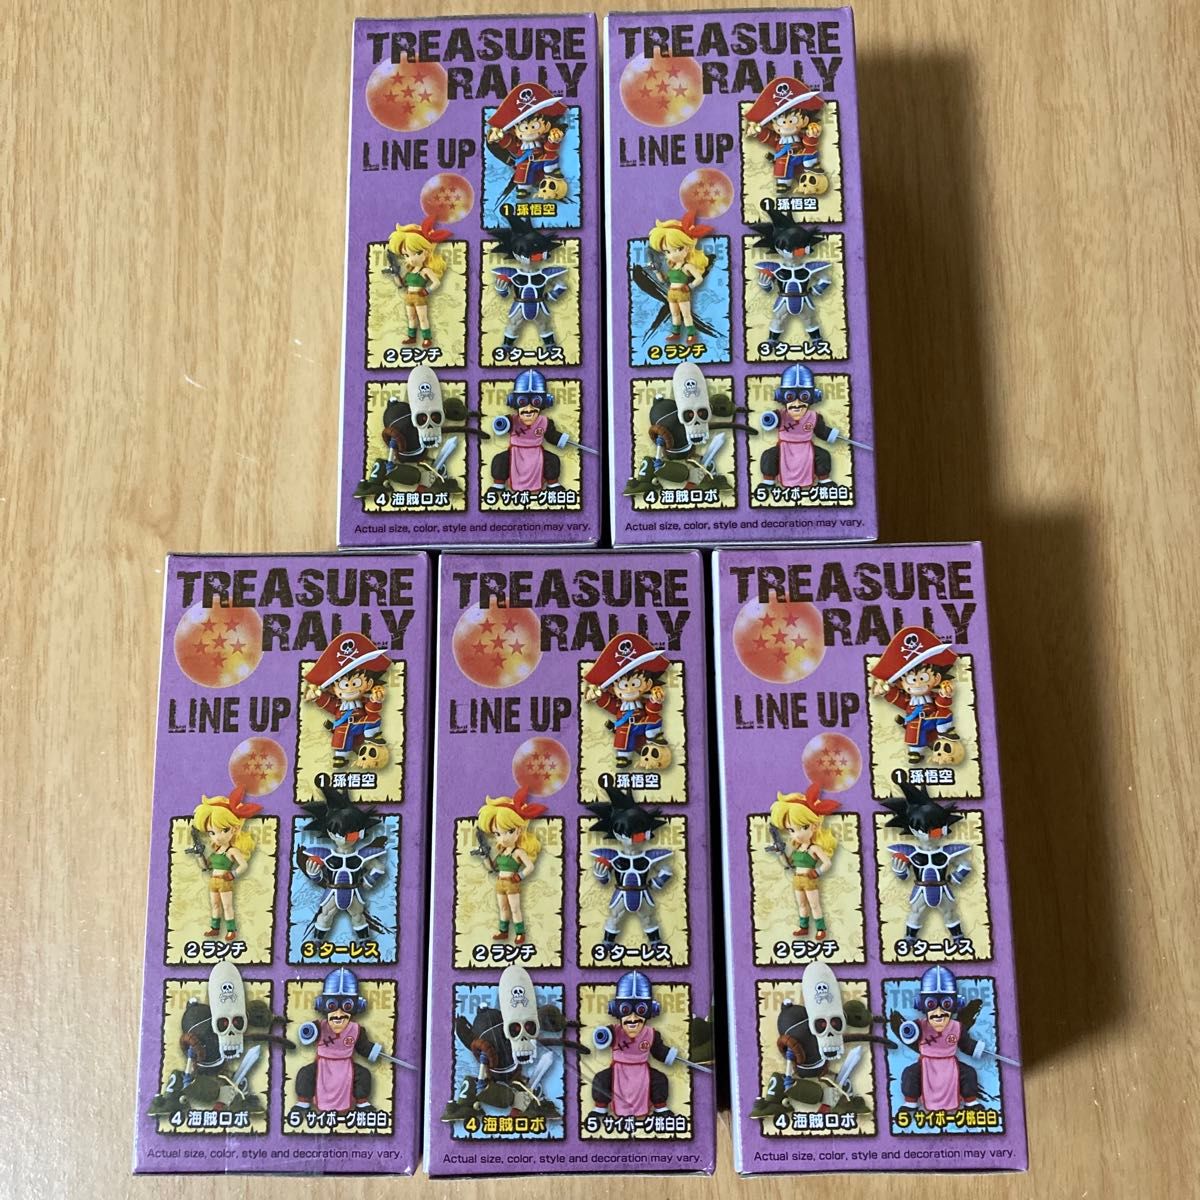 TREASURE
RALLY
LINE UP
1 孫悟空
2 ランチ
3 ターレス
4 海賊ロボ
5 サイボーグ桃白白
Actual size, color, style and decoration may vary.
TREASURE
RALLY
LINE UP
1 孫悟空
2 ランチ
3 ターレス
4 海賊ロボ
5 サイボーグ桃白白
Actual size, color, style and decoration may vary.
TREASURE
RALLY
LINE UP
1 孫悟空
2 ランチ
3 ターレス
4 海賊ロボ
5 サイボーグ桃白白
Actual size, color, style and decoration may vary.
TREASURE
RALLY
LINE UP
1 孫悟空
2 ランチ
3 ターレス
4 海賊ロボ
5 サイボーグ桃白白
Actual size, color, style and decoration may vary.
TREASURE
RALLY
LINE UP
1 孫悟空
2 ランチ
3 ターレス
4 海賊ロボ
5 サイボーグ桃白白
Actual size, color, style and decoration may vary.